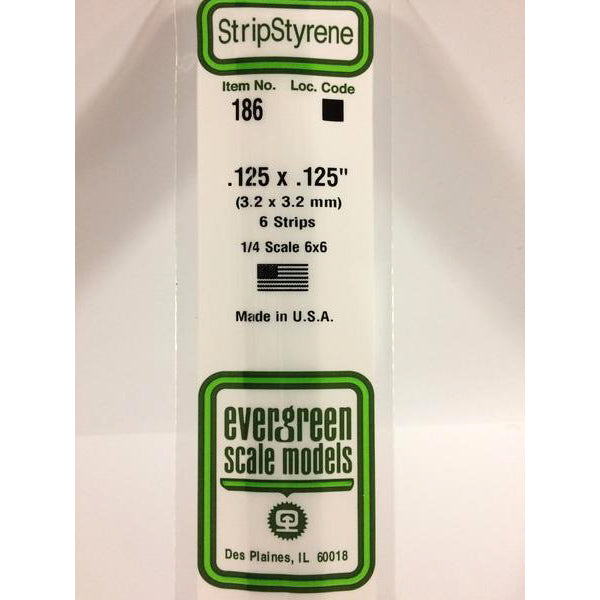 StripStyrene
Item No. Loc. Code
186
.125 x .125"
(3.2 x 3.2 mm)
6 Strips
1/4 Scale 6x6
Made in U.S.A.
evergreen
scale models
Des Plaines, IL 60018